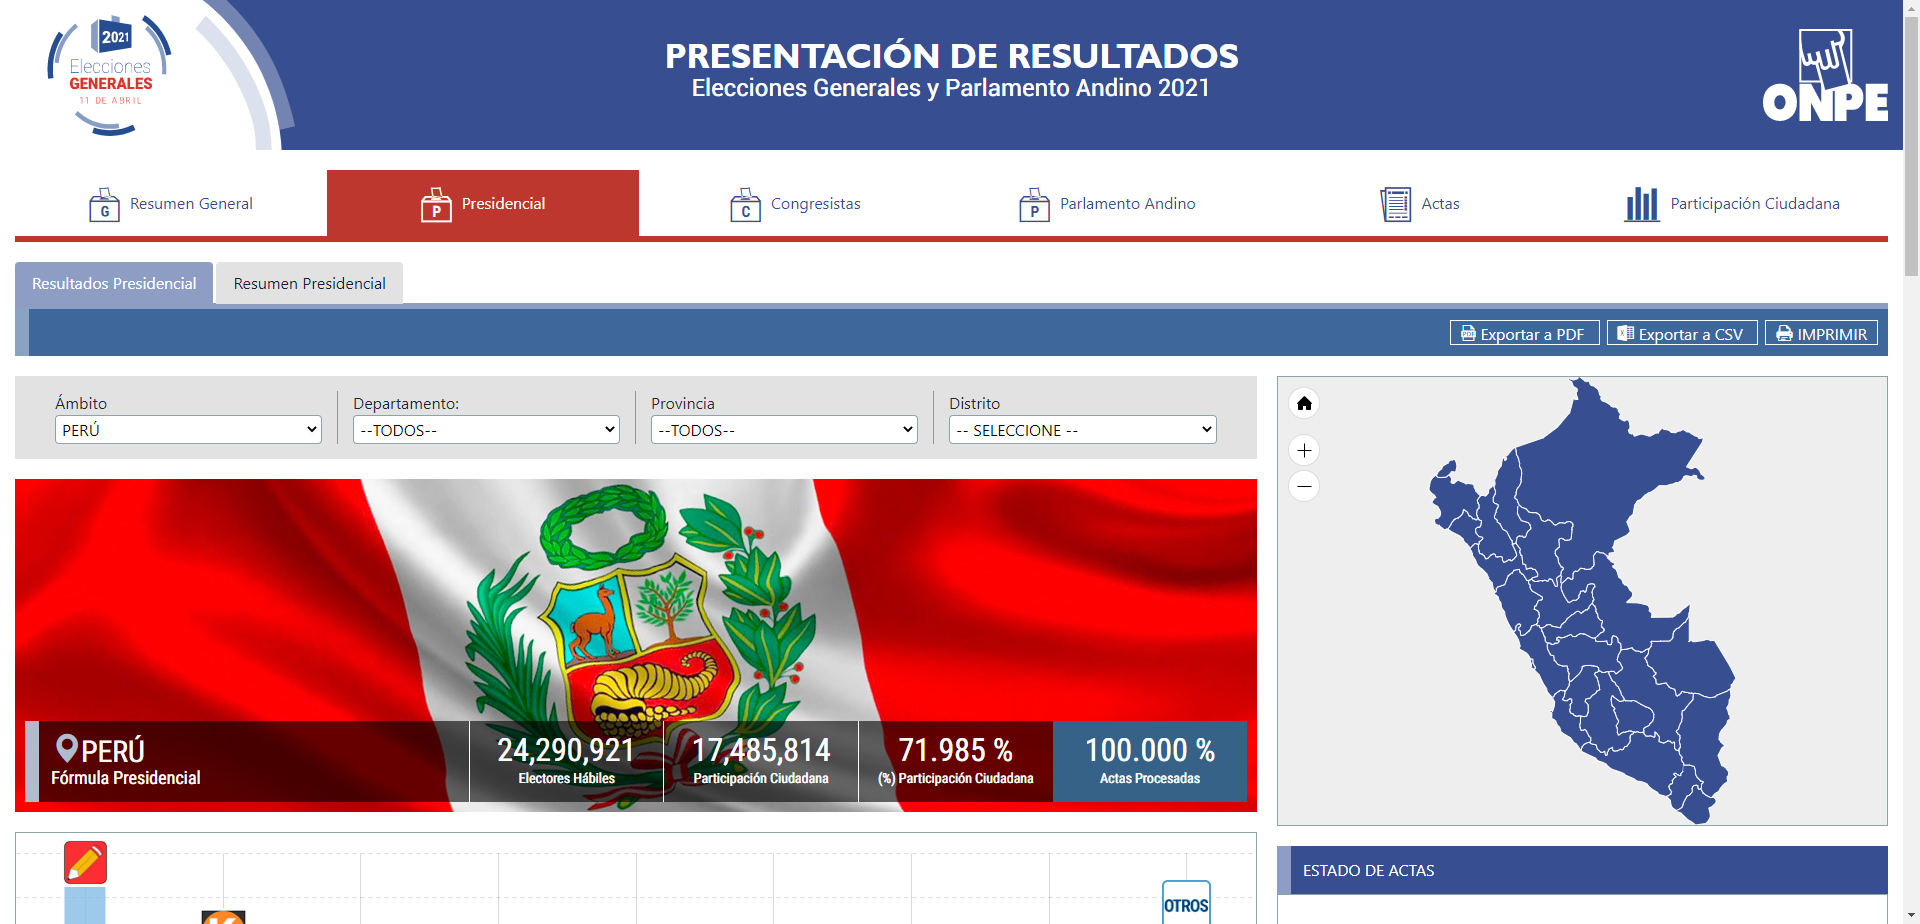 2021
Elecciones
GENERALES
11 DE ABRIL
PRESENTACIÓN DE RESULTADOS
Elecciones Generales y Parlamento Andino 2021
ONPE
G Resumen General
P Presidencial
C Congresistas
P Parlamento Andino
Actas
Participación Ciudadana
Resultados Presidencial
Resumen Presidencial
Exportar a PDF
Exportar a CSV
IMPRIMIR
Ámbito
PERÚ
Departamento:
--TODOS--
Provincia
--TODOS--
Distrito
-- SELECCIONE --
PERÚ
Fórmula Presidencial
24,290,921
Electores Hábiles
17,485,814
Participación Ciudadana
71.985 %
(%) Participación Ciudadana
100.000 %
Actas Procesadas
K
OTROS
ESTADO DE ACTAS